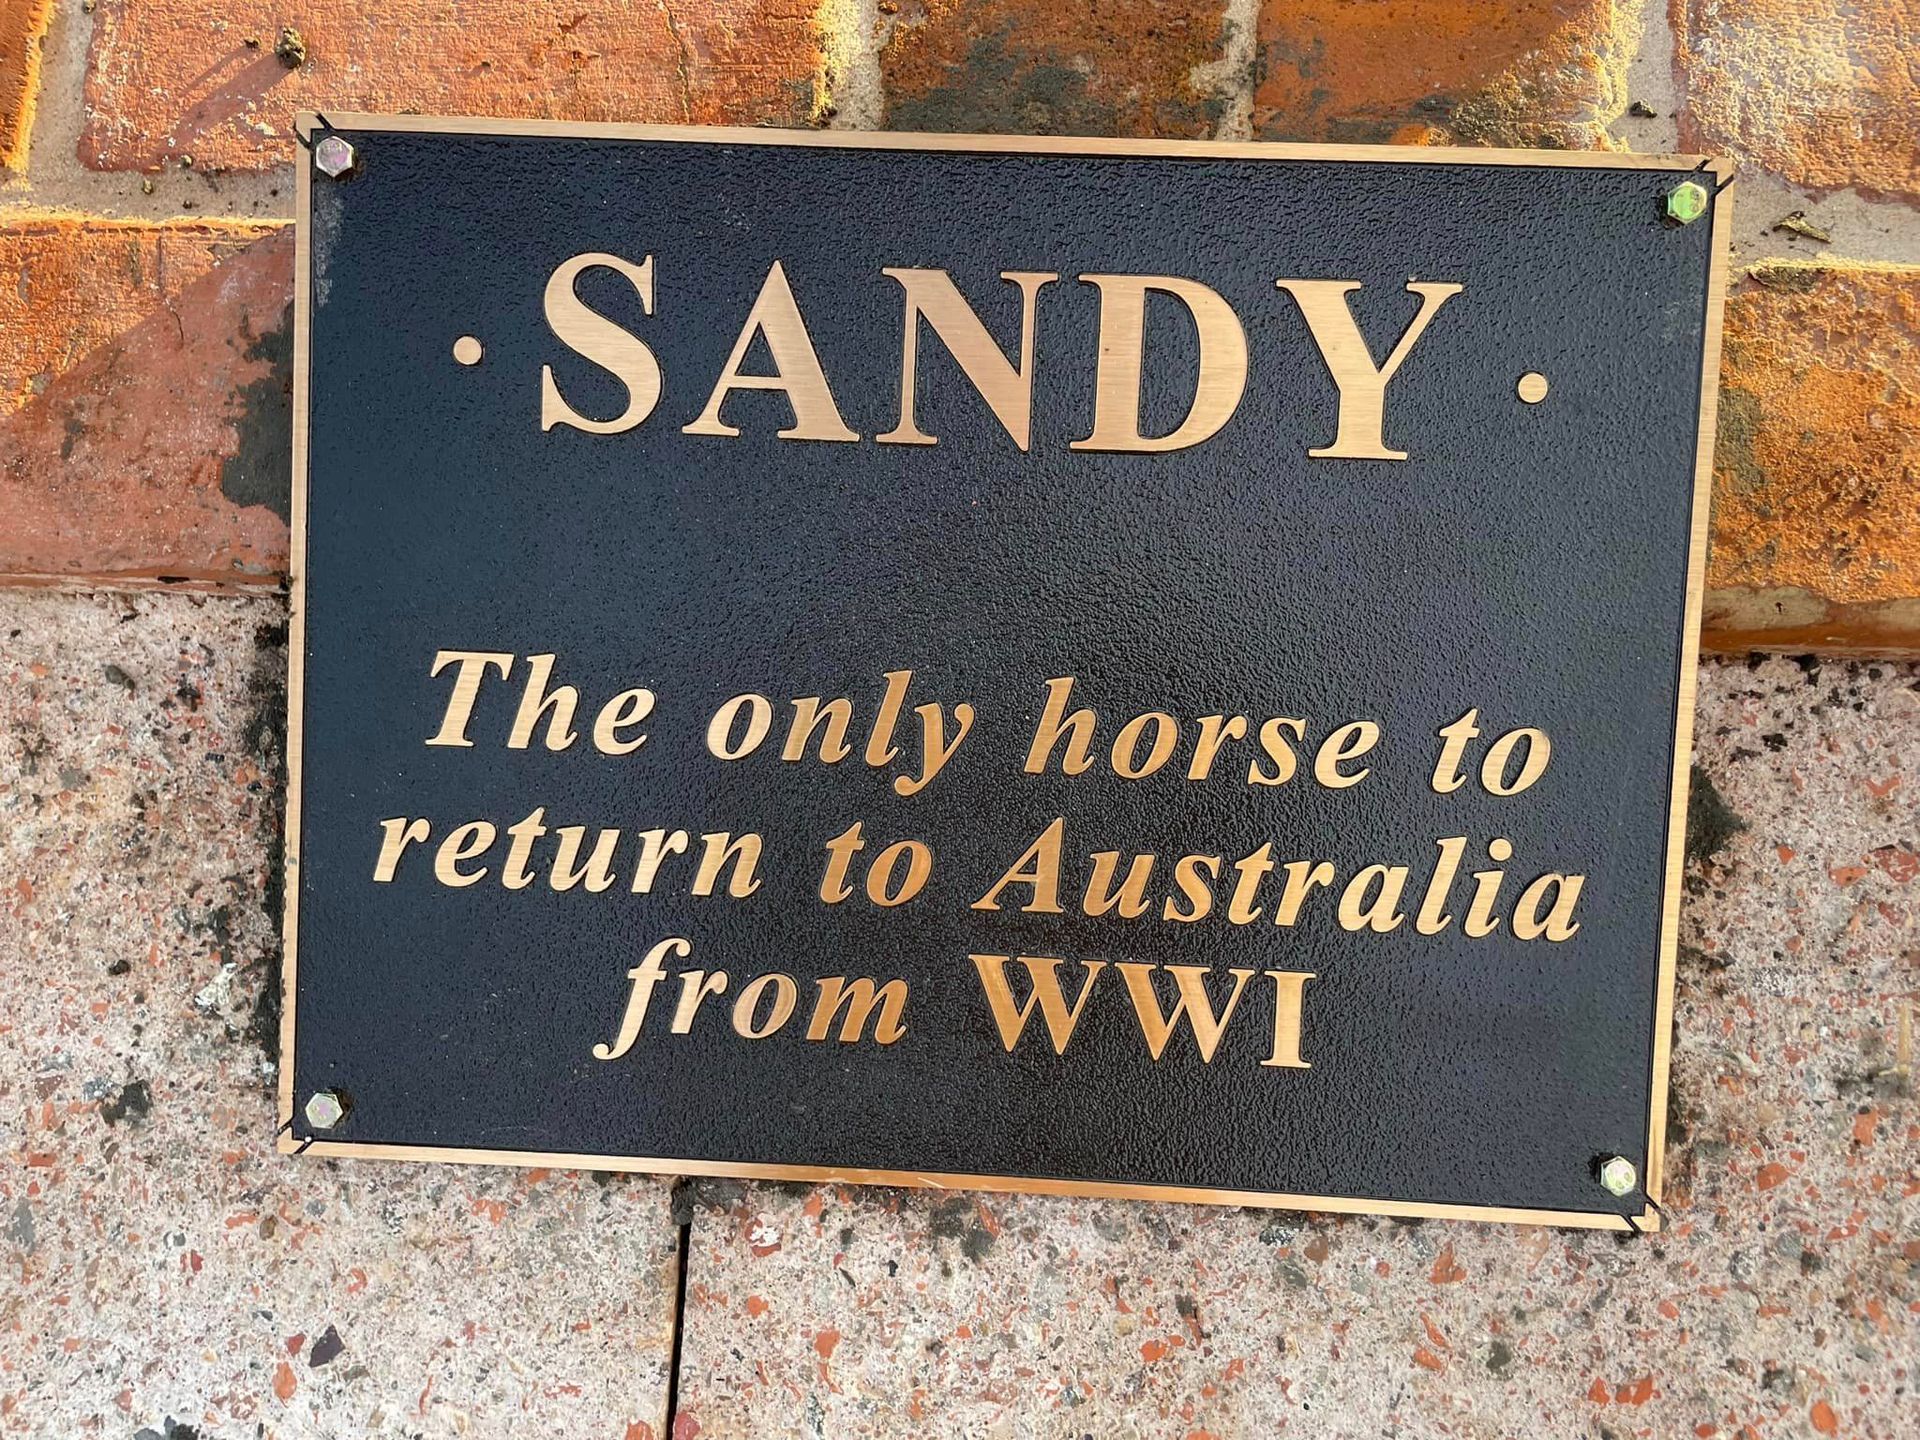 · SANDY ·
The only horse to
return to Australia
from WWI